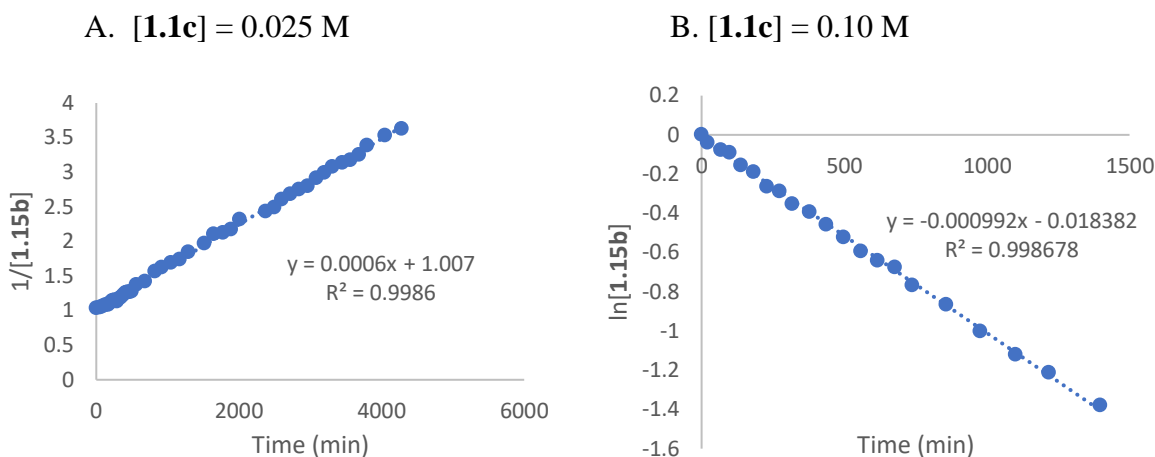 A. [1.1c] = 0.025 M
4
3.5
3
2.5
2
1.5
1
0.5
0
0 2000 4000 6000
1/[1.15b]
Time (min)
y = 0.0006x + 1.007
R² = 0.9986
B. [1.1c] = 0.10 M
0.2
0
-0.2
-0.4
-0.6
-0.8
-1
-1.2
-1.4
-1.6
0 500 1000 1500
ln[1.15b]
Time (min)
y = -0.000992x - 0.018382
R² = 0.998678